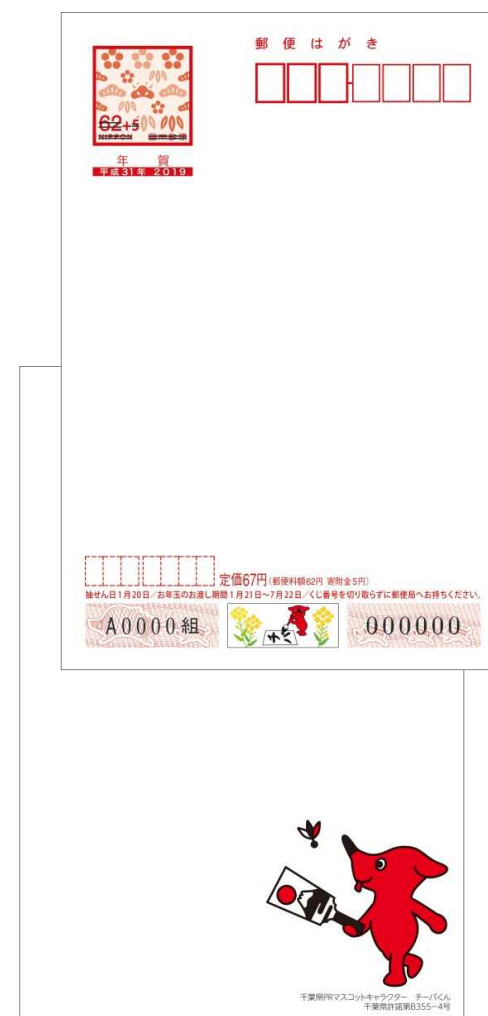 郵便はがき
62+5
NIPPON 日本郵便
年賀
平成31年 2019
定価67円(郵便料額62円 寄附金5円)
抽せん日1月20日/お年玉のお渡し期間1月21日〜7月22日/くじ番号を切り取らずに郵便局へお持ちください。
A0000組
チバ
000000
千葉県PRマスコットキャラクター チーバくん
千葉県許諾第B355-4号